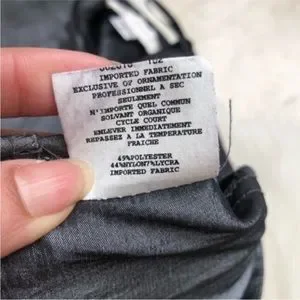 IMPORTED FABRIC
EXCLUSIVE OF ORNAMENTATION
PROFESSIONNEL A SEC
SEULEMENT
N'IMPORTE QUEL COMMUN
SOLVANT ORGANIQUE
CYCLE COURT
ENLEVER IMMEDIATEMENT
REPASSEZ A LA TEMPERATURE
FRAICHE
49%POLYESTER
44%NYLON7%LYCRA
IMPORTED FABRIC